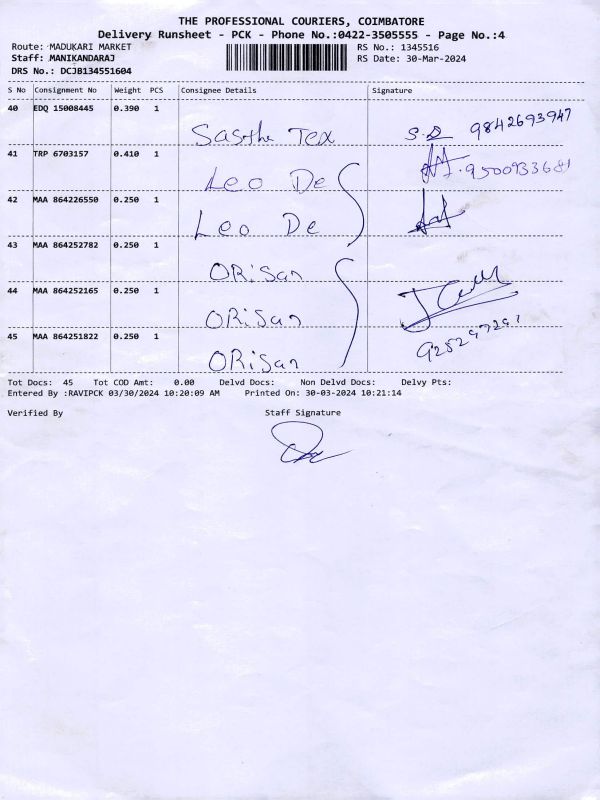 THE PROFESSIONAL COURIERS, COIMBATORE
Delivery Runsheet - PCK - Phone No.:0422-3505555 - Page No.:4
Route: MADUKARI MARKET RS No.: 1345516
Staff: MANIKANDARAJ RS Date: 30-Mar-2024
DRS No.: DCJB134551604
S No Consignment No Weight PCS Consignee Details Signature
40 EDQ 15008445 0.390 1
Sasthe Tex S.D 9842693947
41 TRP 6703157 0.410 1
Leo De 9500933681
42 MAA 864226550 0.250 1
Leo De
43 MAA 864252782 0.250 1
ORiSan
44 MAA 864252165 0.250 1
ORiSan
45 MAA 864251822 0.250 1
ORiSan
Tot Docs: 45 Tot COD Amt: 0.00 Delvd Docs: Non Delvd Docs: Delvy Pts:
Entered By :RAVIPCK 03/30/2024 10:20:09 AM Printed On: 30-03-2024 10:21:14
Verified By Staff Signature